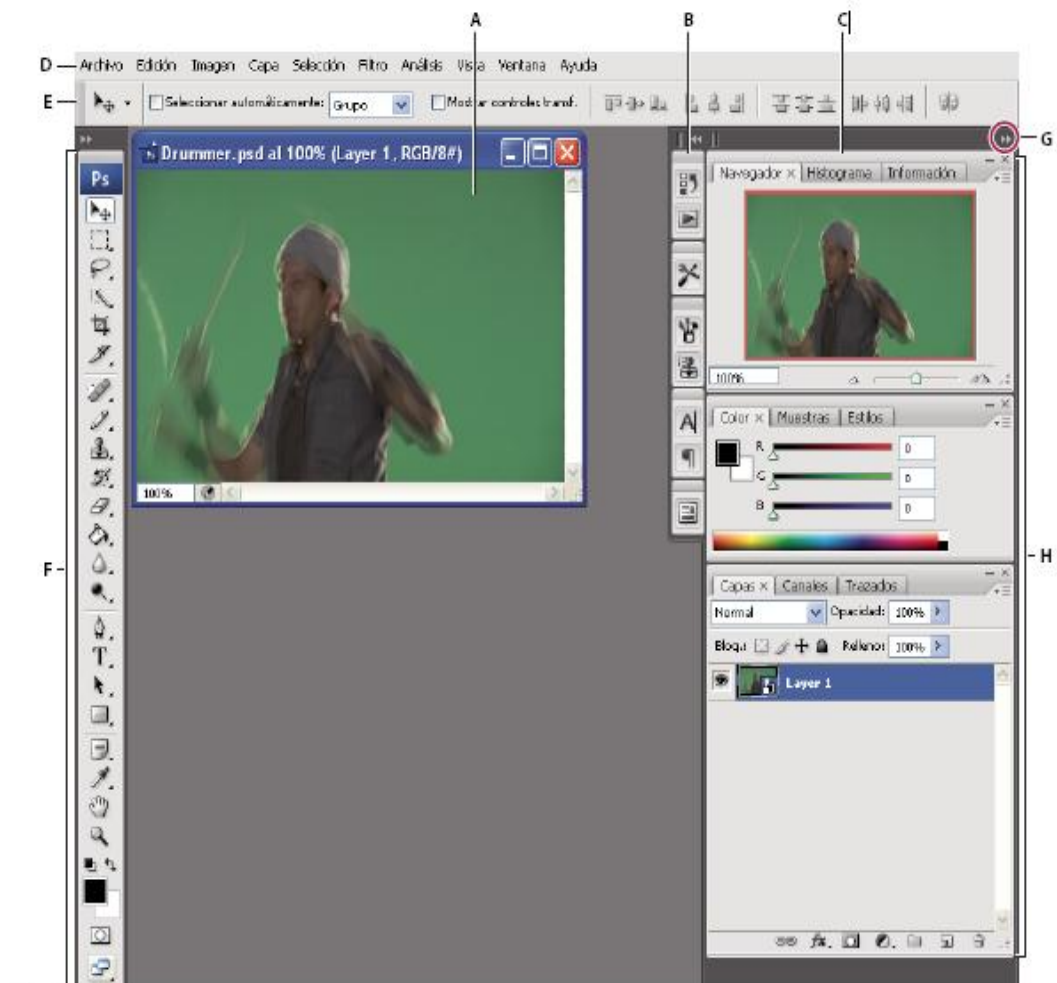 A B C
D Archivo Edición Imagen Capa Selección Filtro Análisis Vista Ventana Ayuda
E Seleccionar automáticamente: Grupo Mostrar controles transf.
G
Drummer.psd al 100% (Layer 1, RGB/8#)
Ps
Navegador × Histograma Información
100%
100%
Color × Muestras Estilos
R 0
G 0
B 0
F
H
Capas × Canales Trazados
Normal Opacidad: 100%
Bloq.: Relleno: 100%
Layer 1